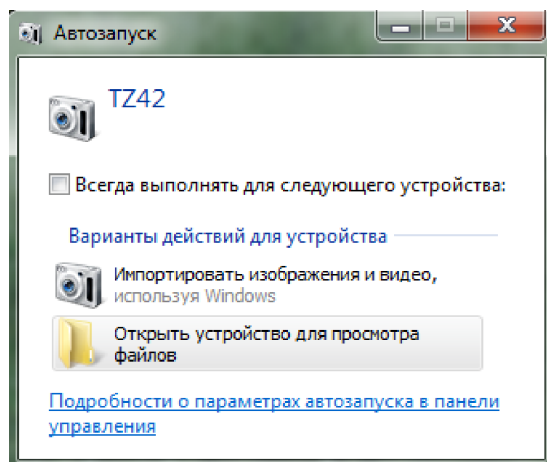 Автозапуск
TZ42
Всегда выполнять для следующего устройства:
Варианты действий для устройства
Импортировать изображения и видео,
используя Windows
Открыть устройство для просмотра
файлов
Подробности о параметрах автозапуска в панели
управления